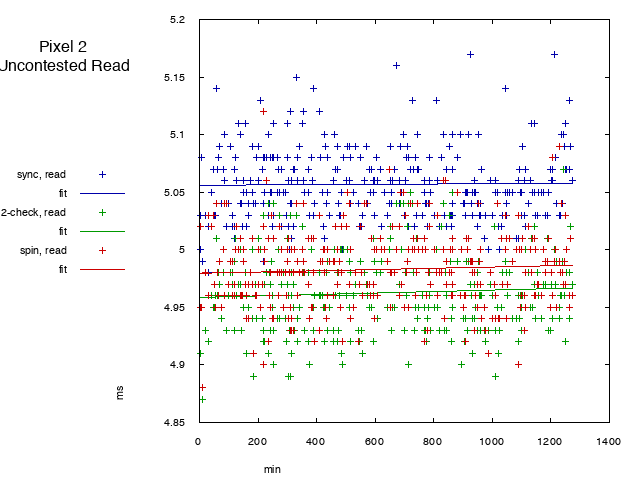 Pixel 2
Uncontested Read
sync, read
fit
2-check, read
fit
spin, read
fit
ms
5.2
5.15
5.1
5.05
5
4.95
4.9
4.85
0
200
400
600
800
1000
1200
1400
min